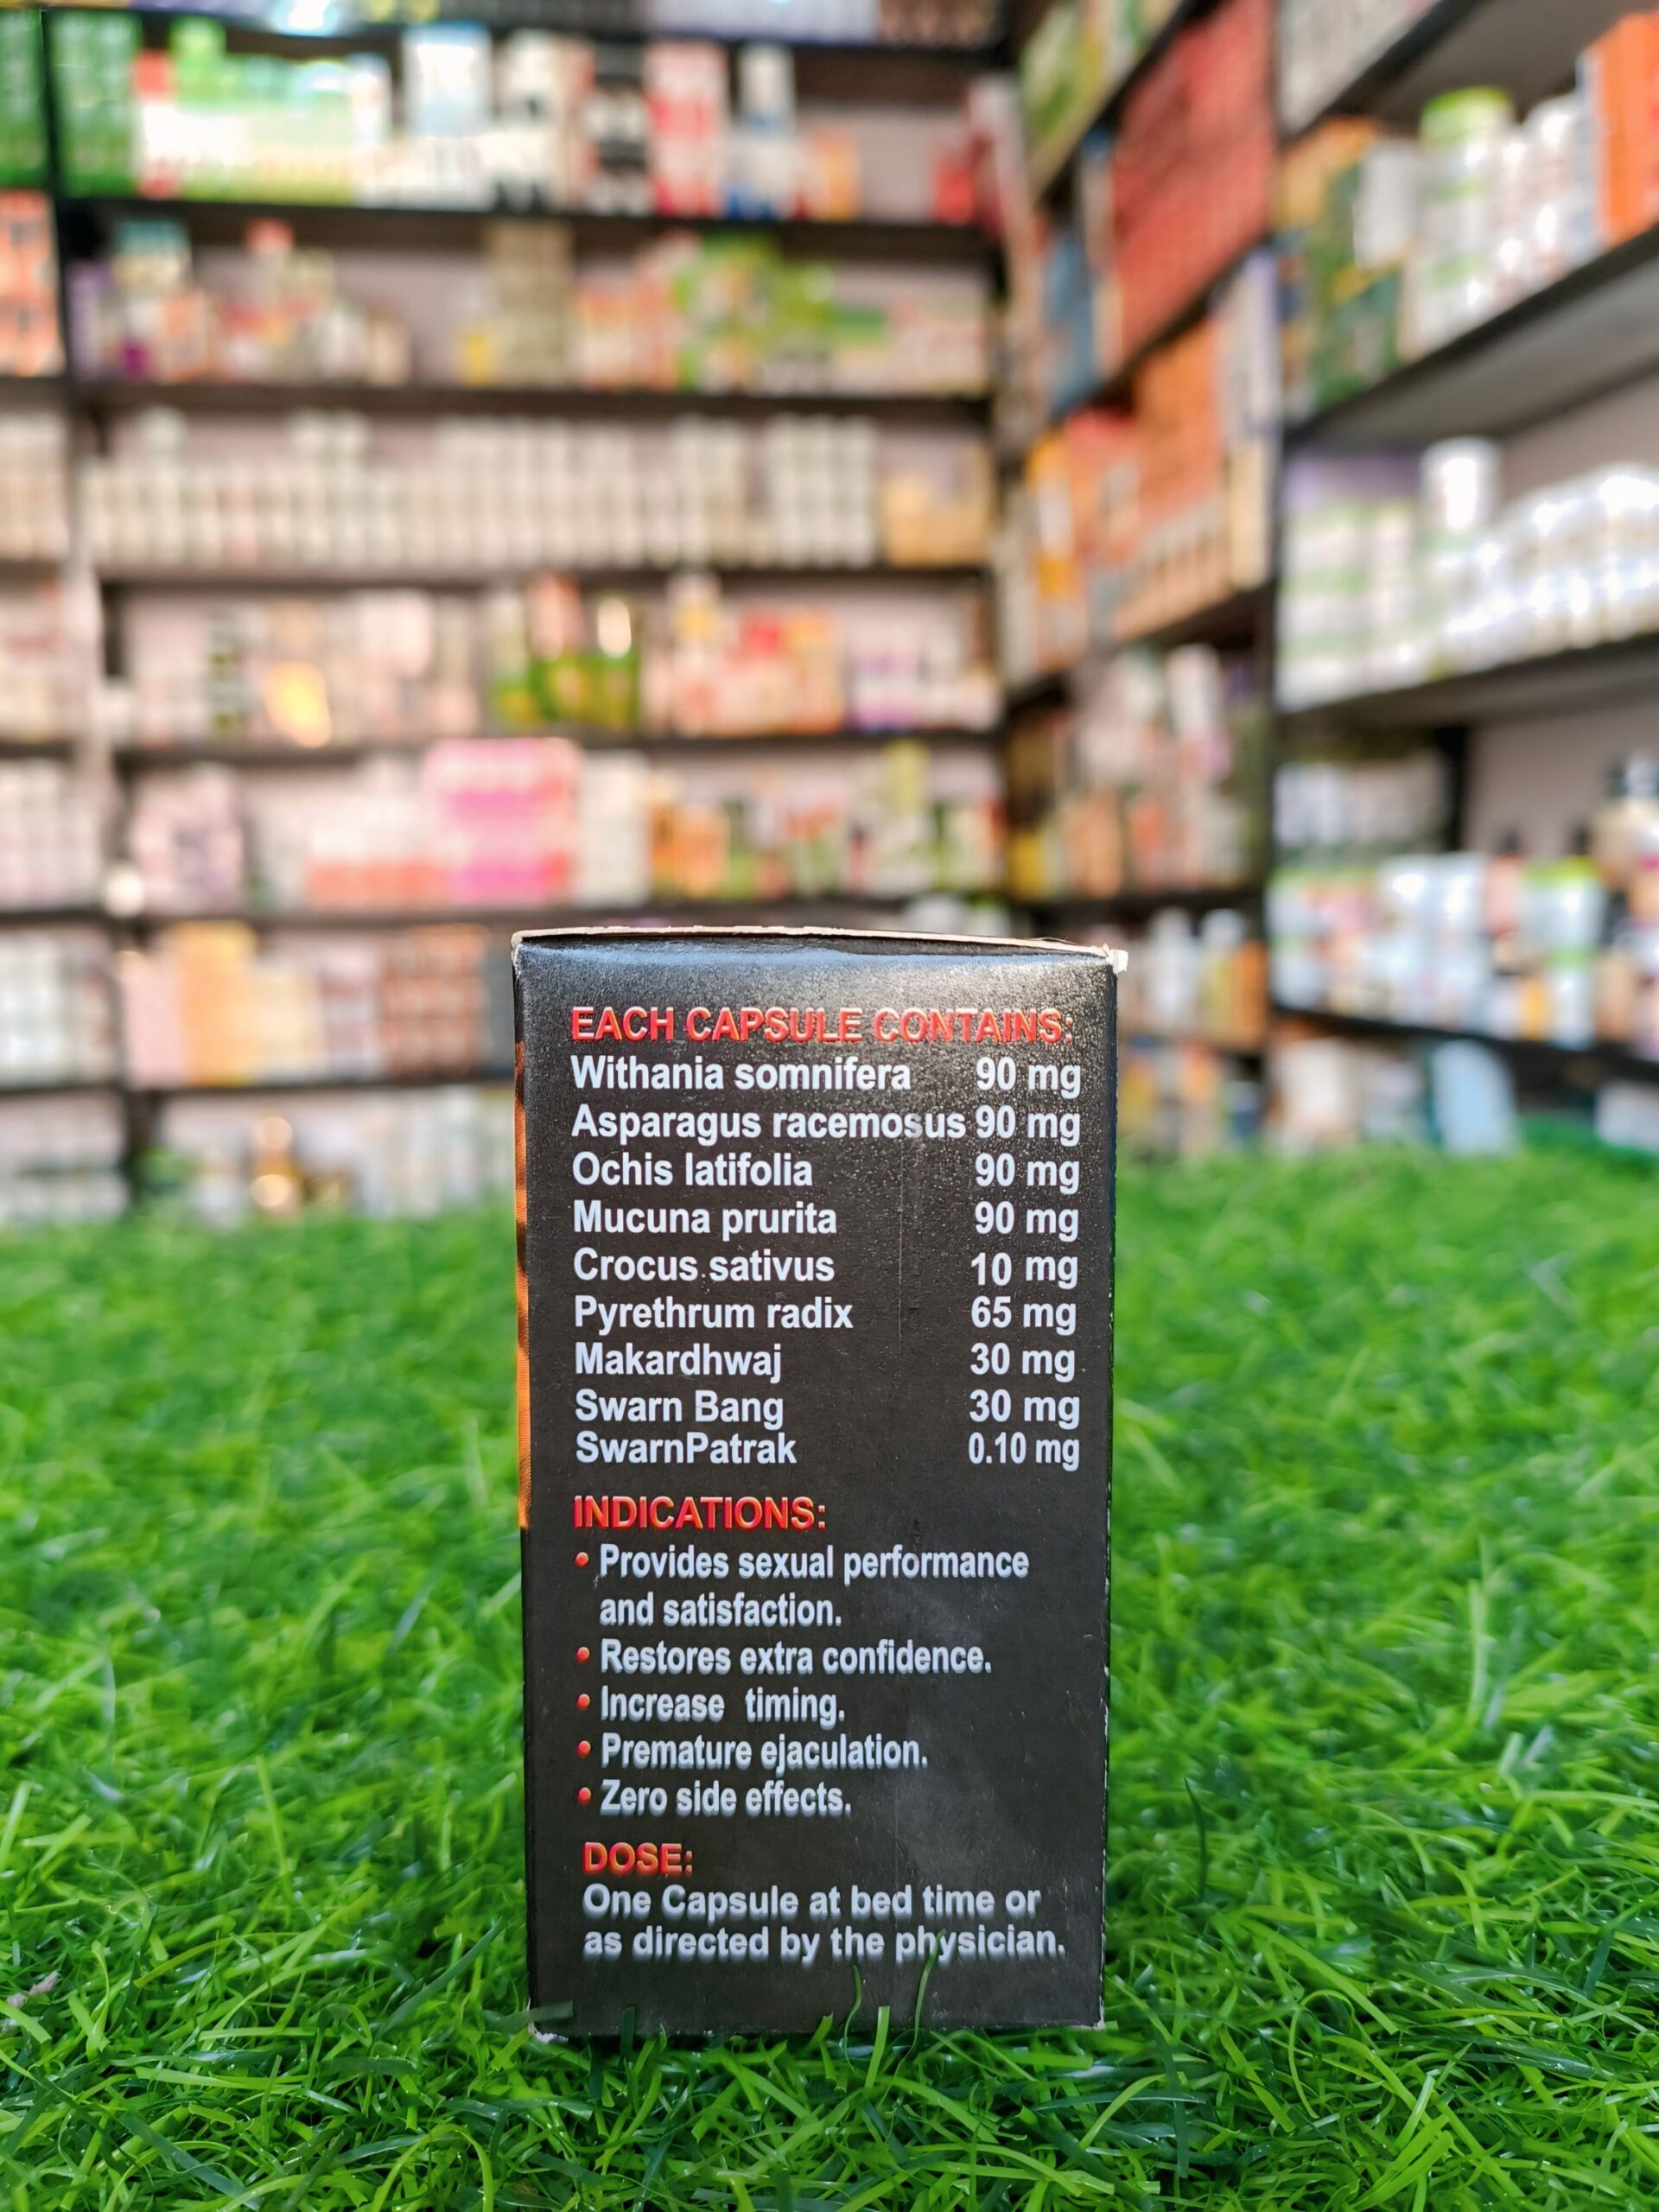 EACH CAPSULE CONTAINS:
Withania somnifera 90 mg
Asparagus racemosus 90 mg
Ochis latifolia 90 mg
Mucuna prurita 90 mg
Crocus sativus 10 mg
Pyrethrum radix 65 mg
Makardhwaj 30 mg
Swarn Bang 30 mg
SwarnPatrak 0.10 mg
INDICATIONS:
• Provides sexual performance
and satisfaction.
• Restores extra confidence.
• Increase timing.
• Premature ejaculation.
• Zero side effects.
DOSE:
One Capsule at bed time or
as directed by the physician.